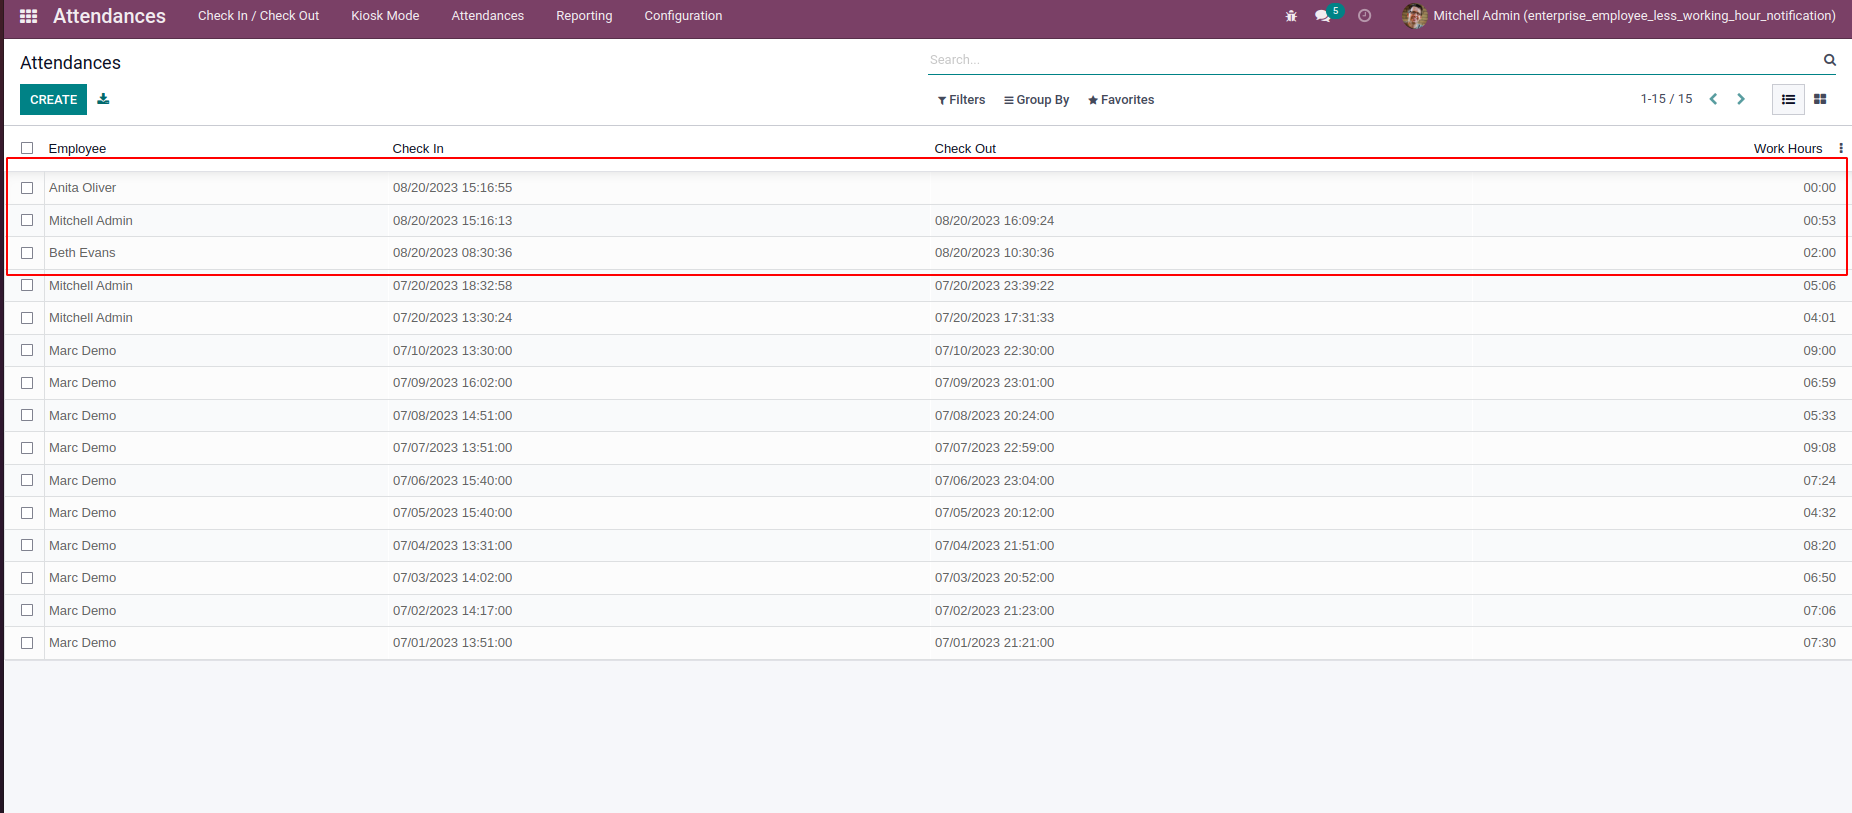 Attendances Check In / Check Out Kiosk Mode Attendances Reporting Configuration 5 Mitchell Admin (enterprise_employee_less_working_hour_notification)
Attendances Search...
CREATE Filters Group By Favorites 1-15 / 15
Employee Check In Check Out Work Hours
Anita Oliver 08/20/2023 15:16:55 00:00
Mitchell Admin 08/20/2023 15:16:13 08/20/2023 16:09:24 00:53
Beth Evans 08/20/2023 08:30:36 08/20/2023 10:30:36 02:00
Mitchell Admin 07/20/2023 18:32:58 07/20/2023 23:39:22 05:06
Mitchell Admin 07/20/2023 13:30:24 07/20/2023 17:31:33 04:01
Marc Demo 07/10/2023 13:30:00 07/10/2023 22:30:00 09:00
Marc Demo 07/09/2023 16:02:00 07/09/2023 23:01:00 06:59
Marc Demo 07/08/2023 14:51:00 07/08/2023 20:24:00 05:33
Marc Demo 07/07/2023 13:51:00 07/07/2023 22:59:00 09:08
Marc Demo 07/06/2023 15:40:00 07/06/2023 23:04:00 07:24
Marc Demo 07/05/2023 15:40:00 07/05/2023 20:12:00 04:32
Marc Demo 07/04/2023 13:31:00 07/04/2023 21:51:00 08:20
Marc Demo 07/03/2023 14:02:00 07/03/2023 20:52:00 06:50
Marc Demo 07/02/2023 14:17:00 07/02/2023 21:23:00 07:06
Marc Demo 07/01/2023 13:51:00 07/01/2023 21:21:00 07:30